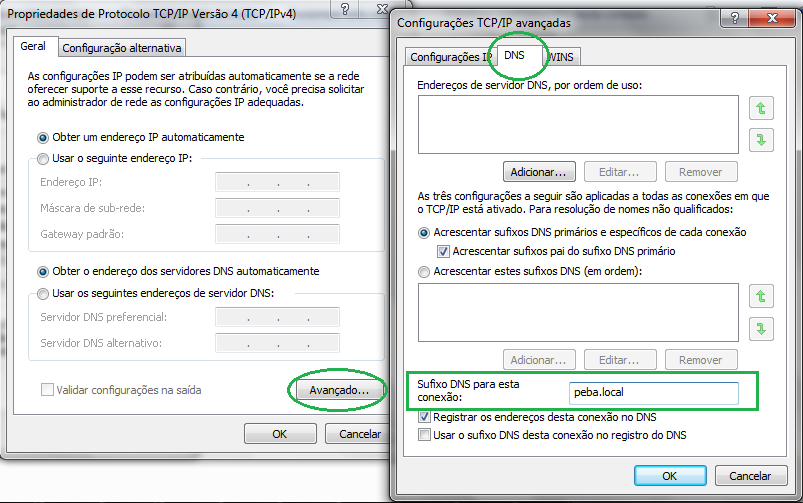 Propriedades de Protocolo TCP/IP Versão 4 (TCP/IPv4)
Geral
Configuração alternativa
As configurações IP podem ser atribuídas automaticamente se a rede
oferecer suporte a esse recurso. Caso contrário, você precisa solicitar
ao administrador de rede as configurações IP adequadas.
Obter um endereço IP automaticamente
Usar o seguinte endereço IP:
Endereço IP:
Máscara de sub-rede:
Gateway padrão:
Obter o endereço dos servidores DNS automaticamente
Usar os seguintes endereços de servidor DNS:
Servidor DNS preferencial:
Servidor DNS alternativo:
Validar configurações na saída
Avançado...
OK
Cancelar
Configurações TCP/IP avançadas
Configurações IP
DNS
WINS
Endereços de servidor DNS, por ordem de uso:
Adicionar...
Editar...
Remover
As três configurações a seguir são aplicadas a todas as conexões em que
o TCP/IP está ativado. Para resolução de nomes não qualificados:
Acrescentar sufixos DNS primários e específicos de cada conexão
Acrescentar sufixos pai do sufixo DNS primário
Acrescentar estes sufixos DNS (em ordem):
Adicionar...
Editar...
Remover
Sufixo DNS para esta
conexão:
peba.local
Registrar os endereços desta conexão no DNS
Usar o sufixo DNS desta conexão no registro do DNS
OK
Cancelar